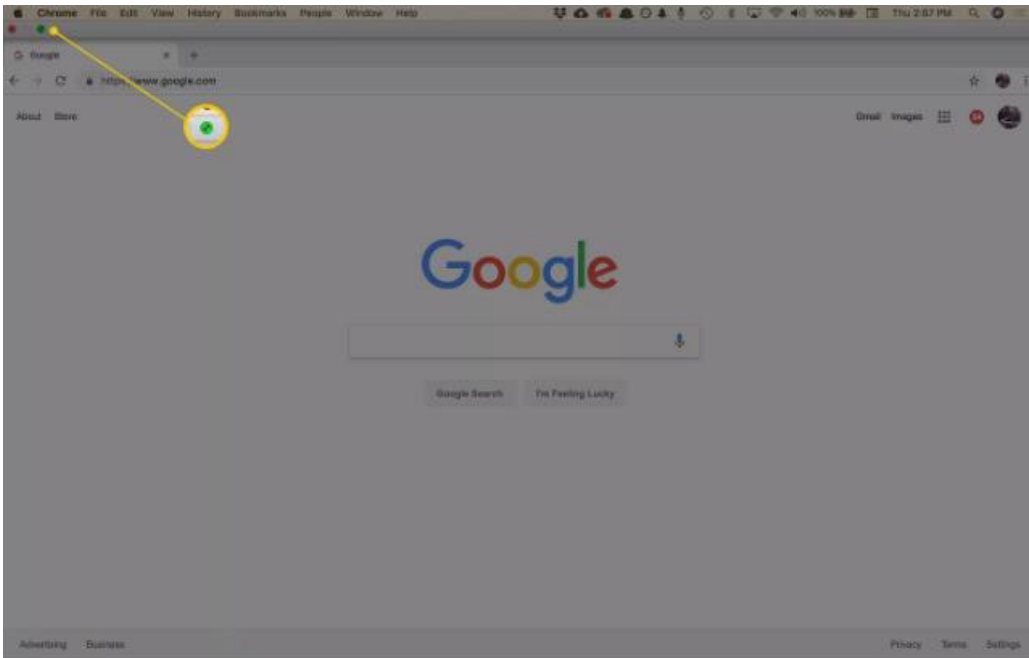 Chrome File Edit View History Bookmarks People Window Help 100% Thu 2:57 PM
Google
https://www.google.com
About Store Gmail Images
Google
Google Search I'm Feeling Lucky
Advertising Business Privacy Terms Settings